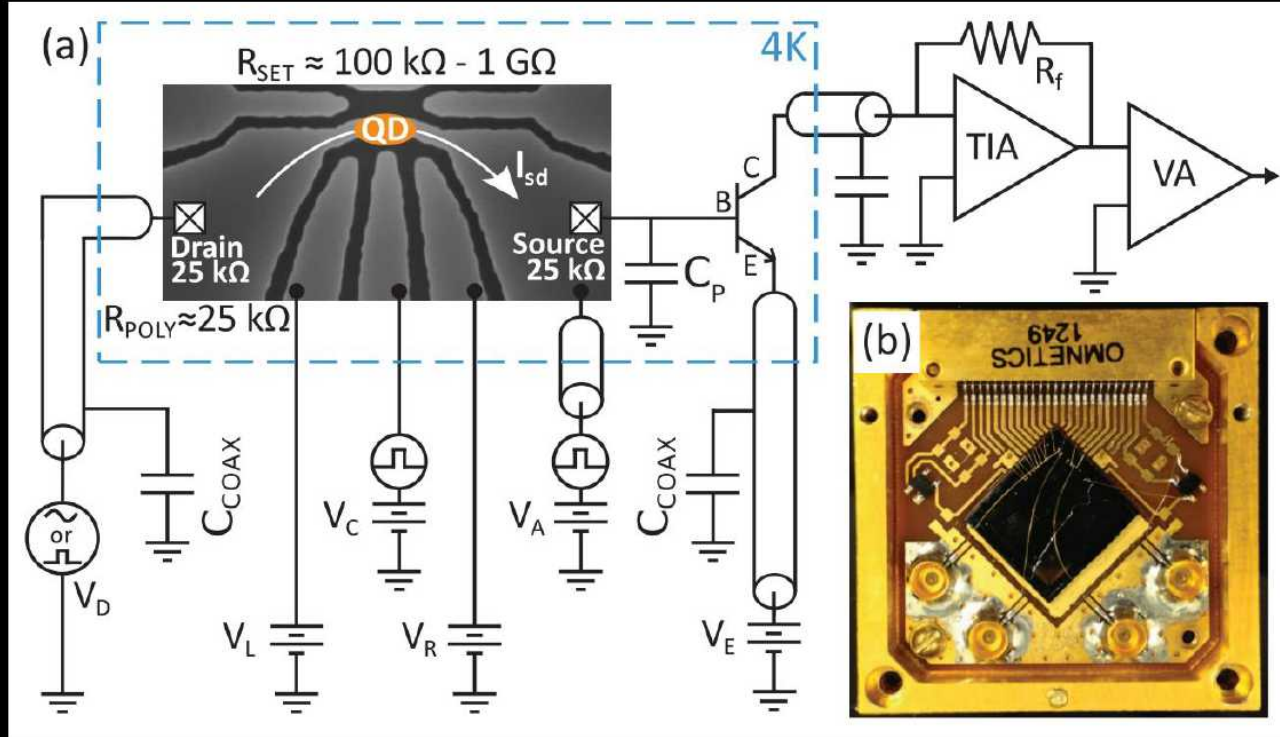 (a)
4K
R_SET ≈ 100 kΩ - 1 GΩ
R_f
QD
TIA
VA
I_sd
C
B
E
Drain
25 kΩ
Source
25 kΩ
C_P
R_POLY≈25 kΩ
(b)
OMNETICS
1249
C_COAX
V_C
V_A
C_COAX
or
V_D
V_L
V_R
V_E